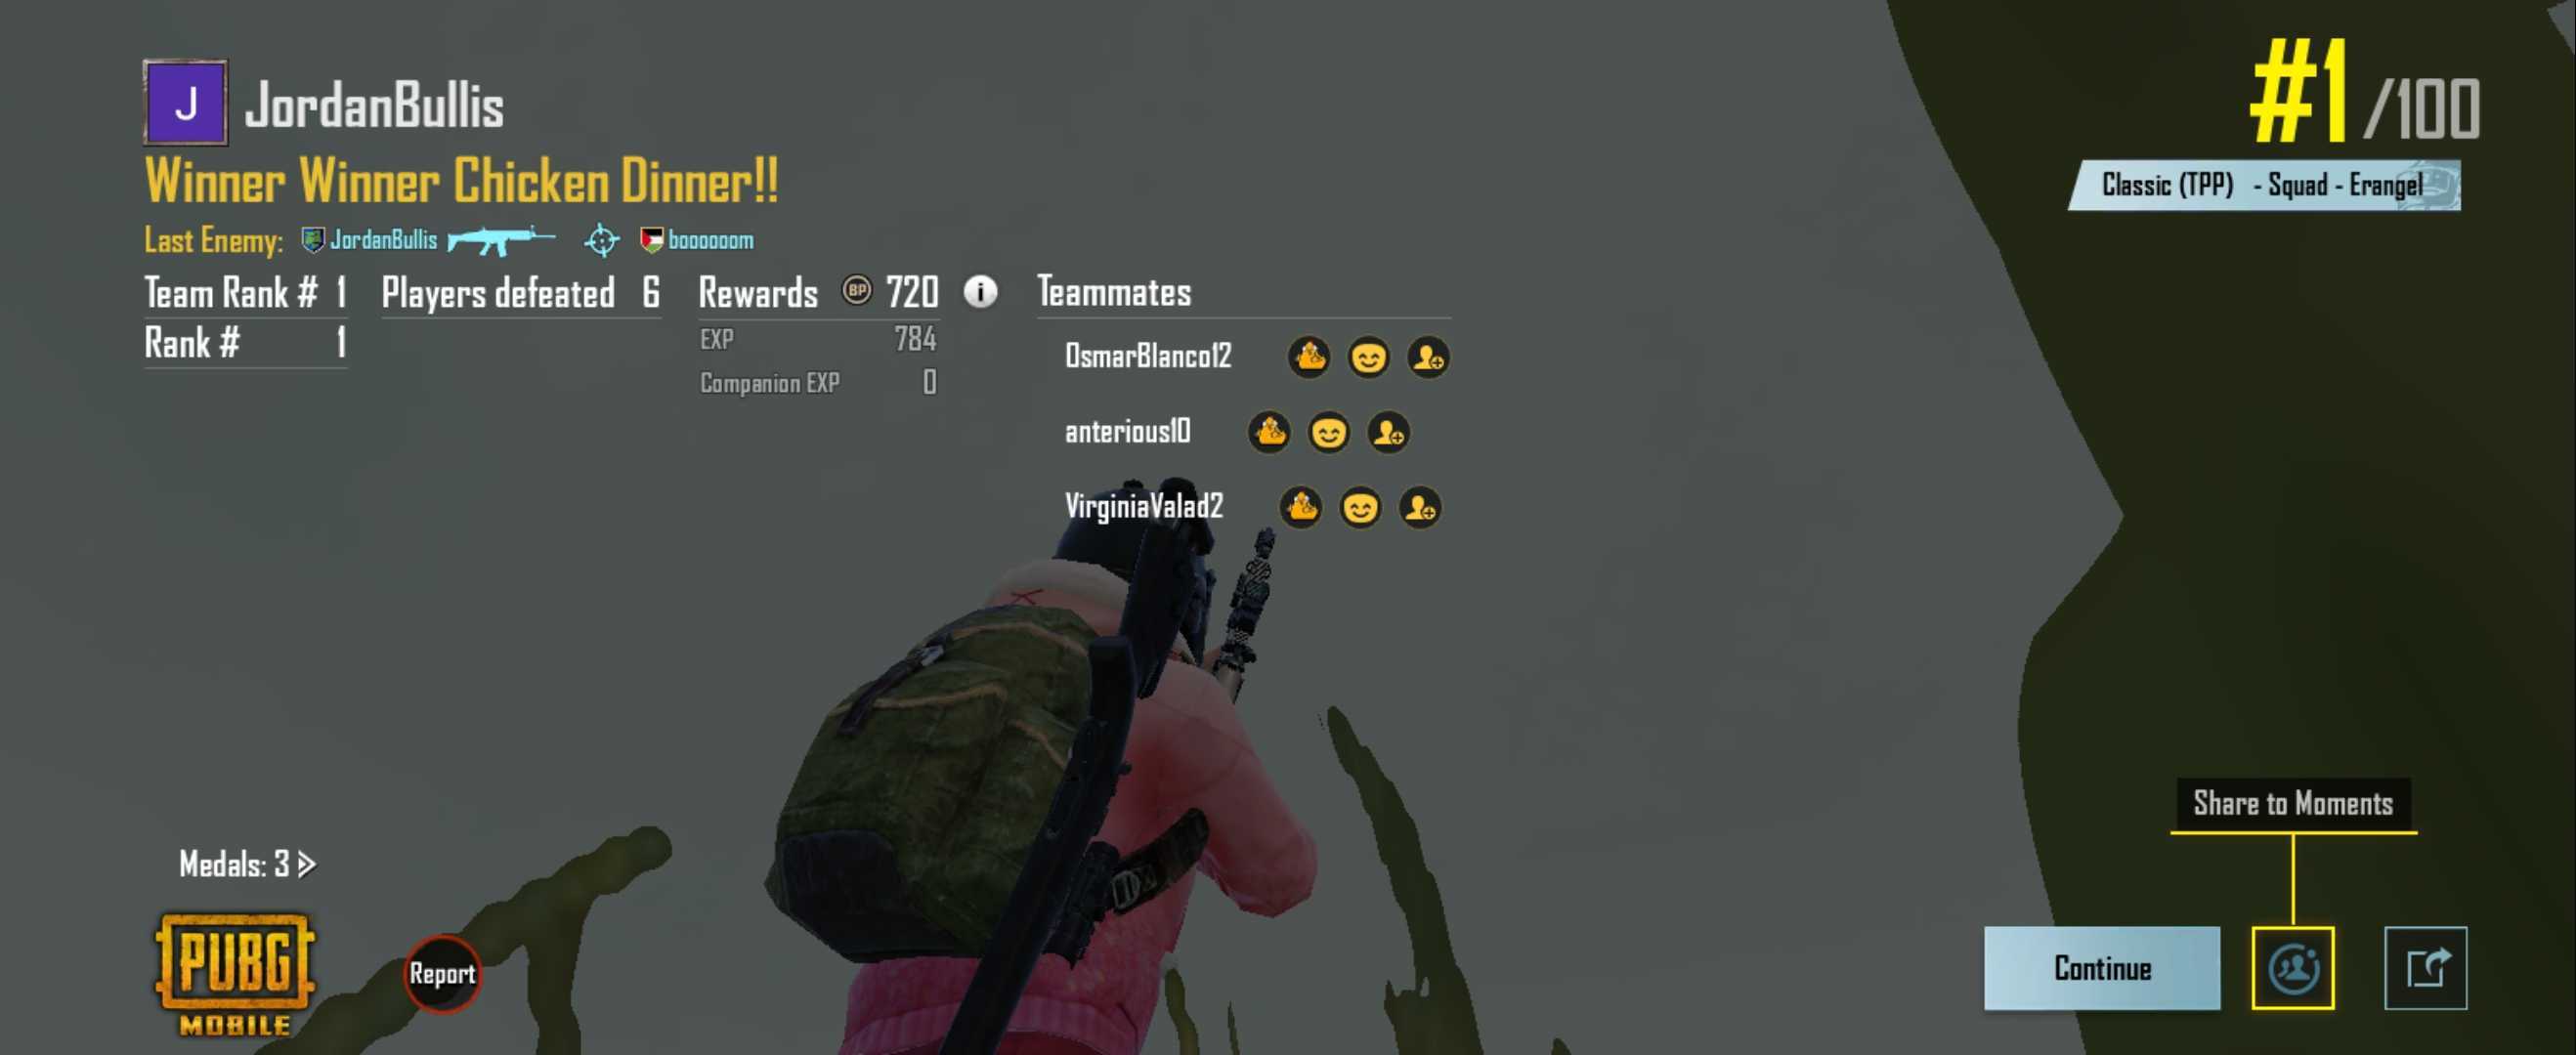 J JordanBullis
Winner Winner Chicken Dinner!!
Last Enemy: JordanBullis boooooom
Team Rank # 1 Players defeated 6 Rewards BP 720 i Teammates
Rank # 1
EXP 784
Companion EXP 0
OsmarBlanco12
anterious10
VirginiaValad2
#1 /100
Classic (TPP) - Squad - Erangel
Medals: 3
PUBG
MOBILE
Report
Share to Moments
Continue